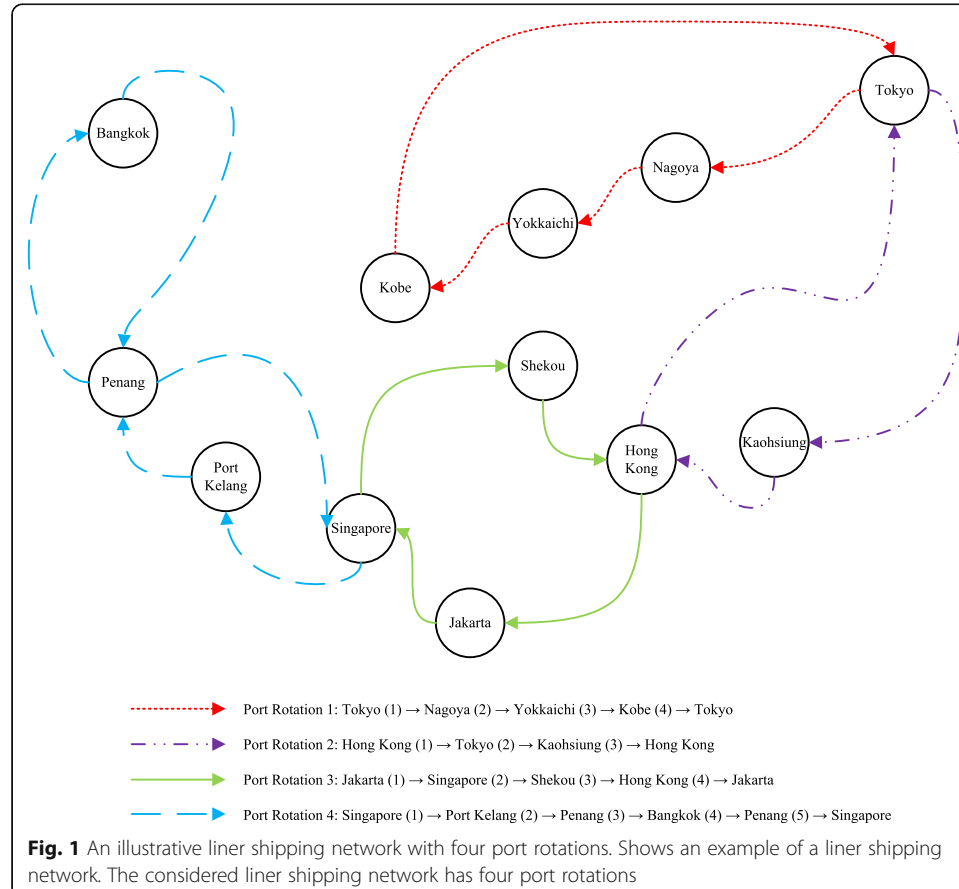 Tokyo
Bangkok
Nagoya
Yokkaichi
Kobe
Shekou
Penang
Kaohsiung
Hong
Kong
Port
Kelang
Singapore
Jakarta
Port Rotation 1: Tokyo (1) → Nagoya (2) → Yokkaichi (3) → Kobe (4) → Tokyo
Port Rotation 2: Hong Kong (1) → Tokyo (2) → Kaohsiung (3) → Hong Kong
Port Rotation 3: Jakarta (1) → Singapore (2) → Shekou (3) → Hong Kong (4) → Jakarta
Port Rotation 4: Singapore (1) → Port Kelang (2) → Penang (3) → Bangkok (4) → Penang (5) → Singapore
Fig. 1 An illustrative liner shipping network with four port rotations. Shows an example of a liner shipping
network. The considered liner shipping network has four port rotations